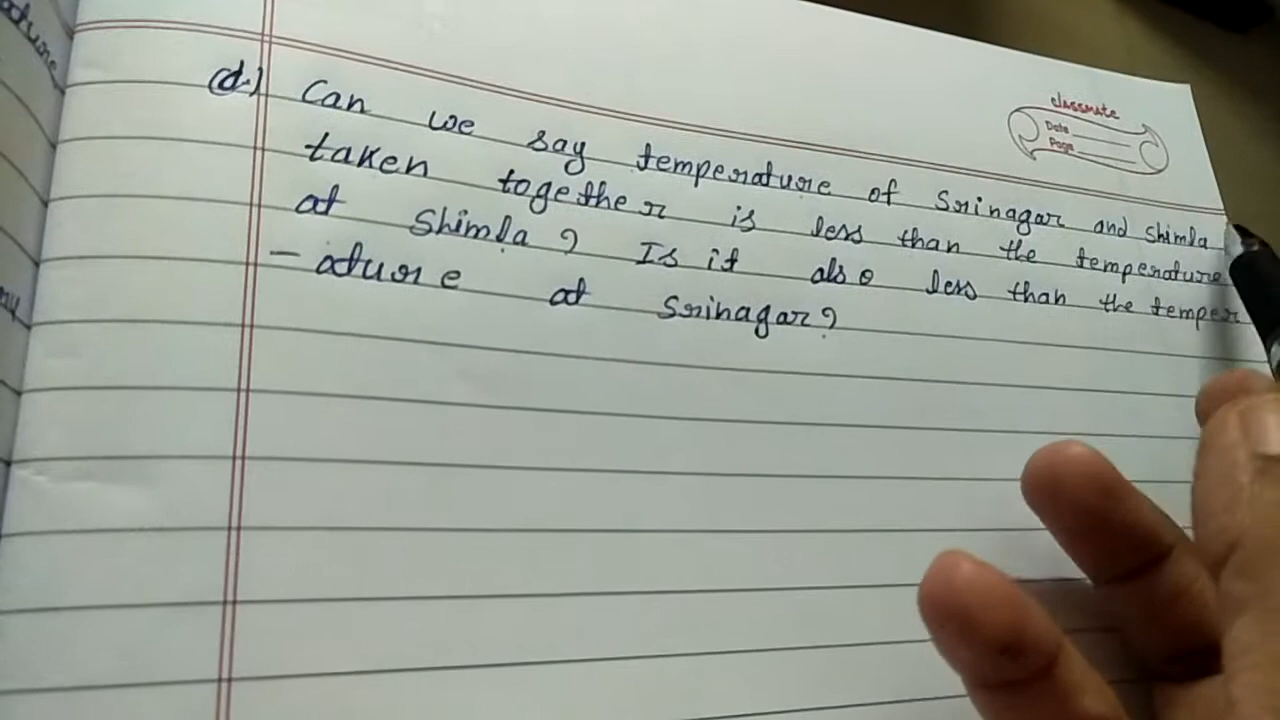 classmate
Date
Page
(d.) Can we say temperature of Srinagar and Shimla
taken together is less than the temperature
at Shimla? Is it also less than the temper
- ature at Srinagar?
ature